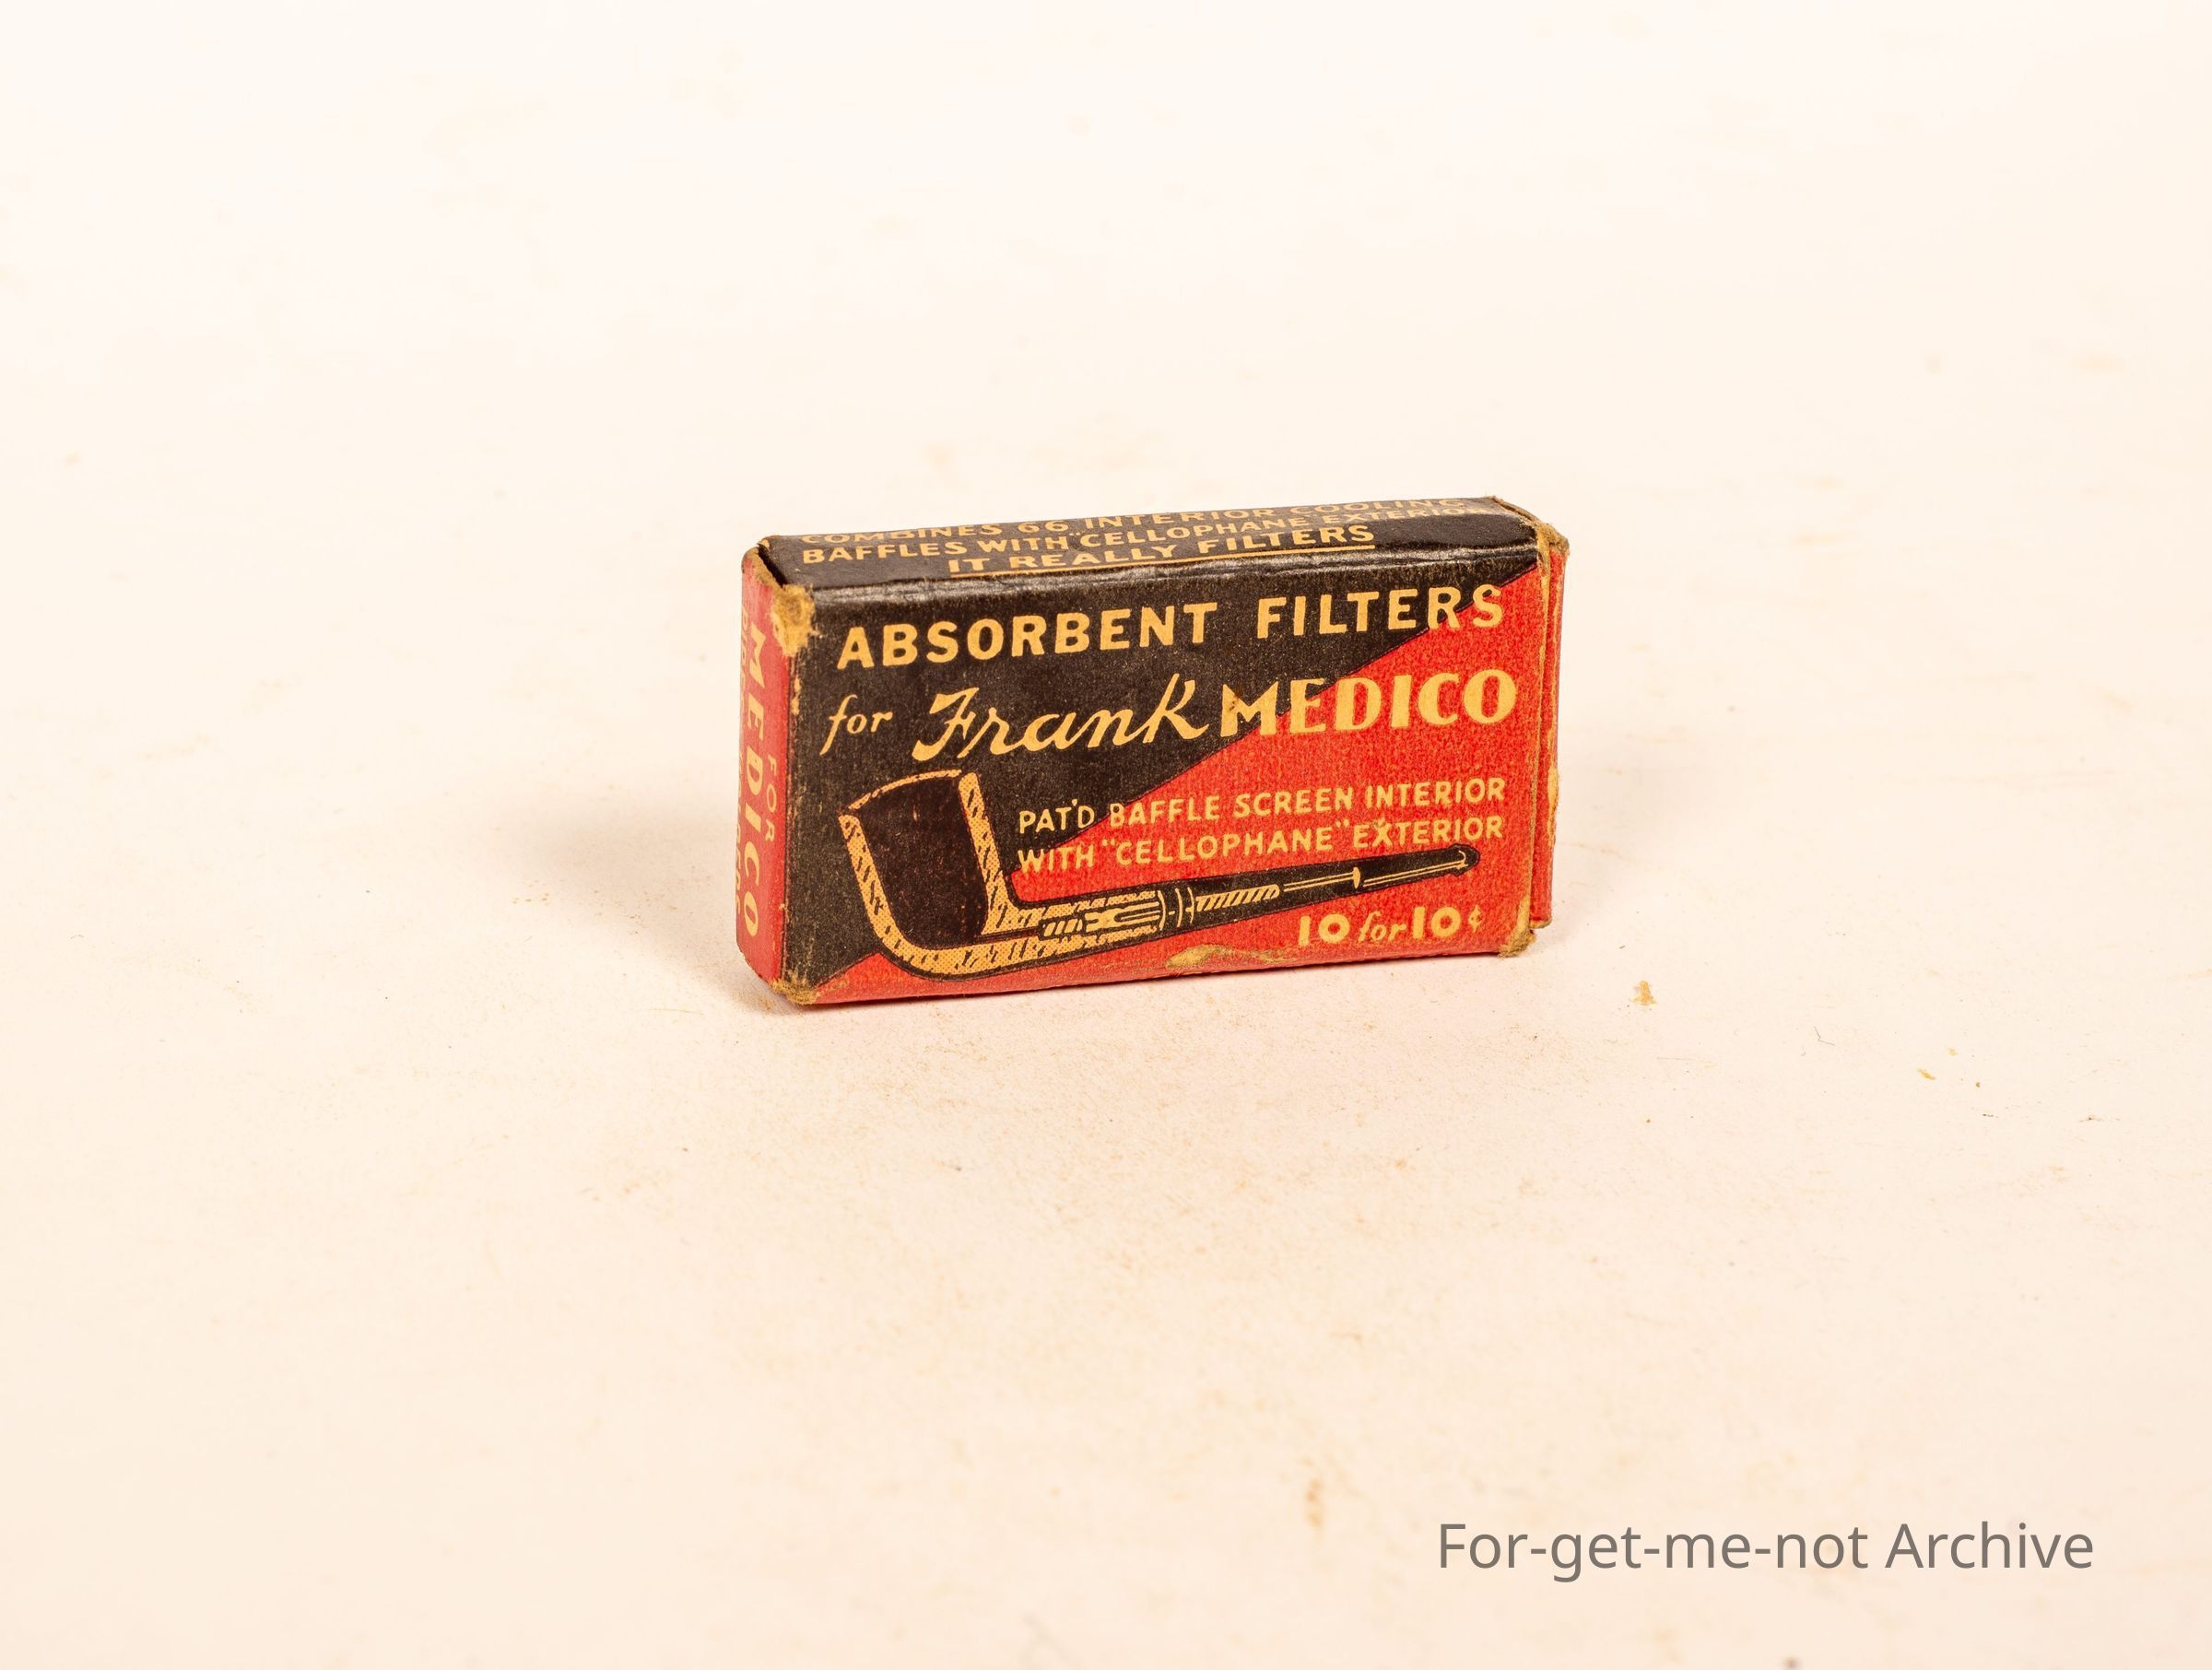 COMBINES 66 INTERIOR COOLING
BAFFLES WITH "CELLOPHANE" EXTERIOR
IT REALLY FILTERS
ABSORBENT FILTERS
for Frank MEDICO
PAT'D BAFFLE SCREEN INTERIOR
WITH "CELLOPHANE" EXTERIOR
10 for 10¢
FOR
MEDICO
For-get-me-not Archive